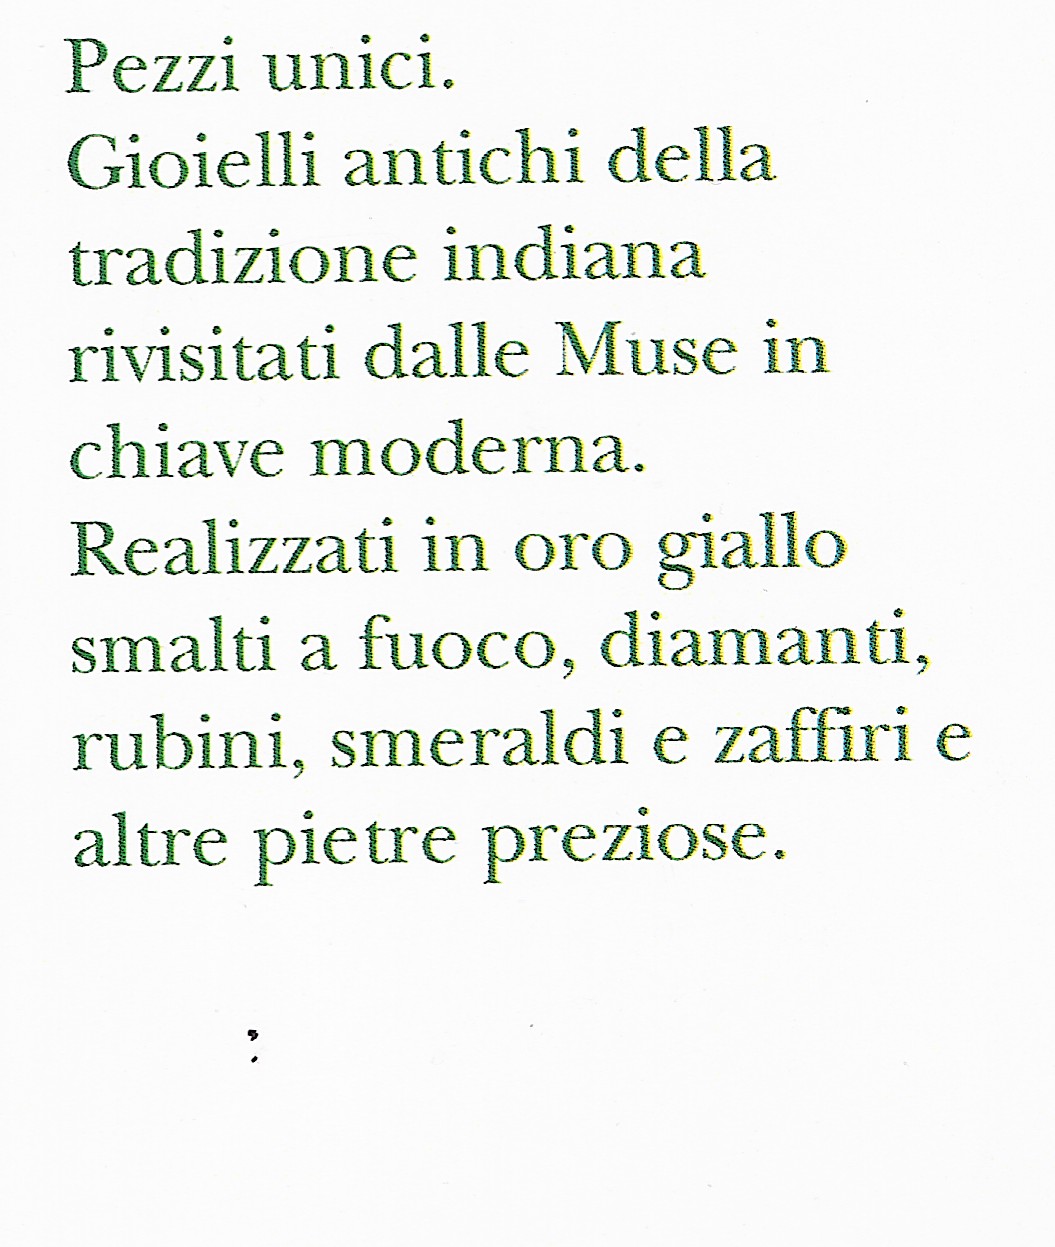 Pezzi unici.
Gioielli antichi della
tradizione indiana
rivisitati dalle Muse in
chiave moderna.
Realizzati in oro giallo
smalti a fuoco, diamanti,
rubini, smeraldi e zaffiri e
altre pietre preziose.